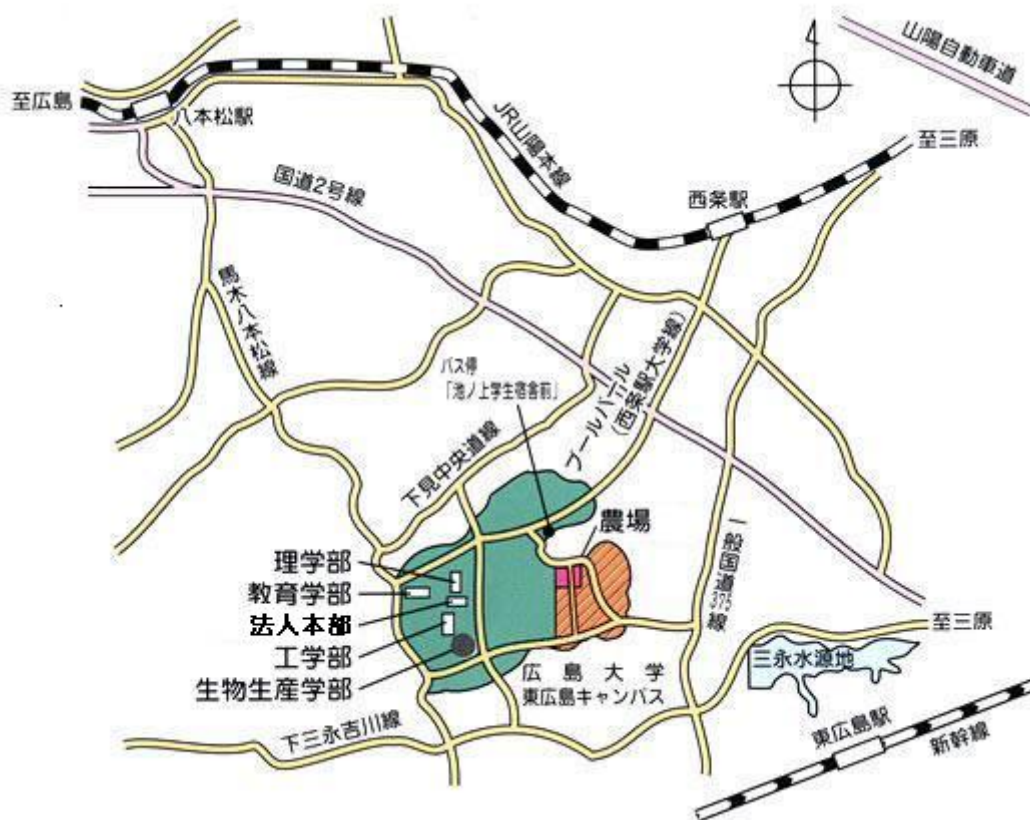 山陽自動車道
至広島
八本松駅
JR山陽本線
至三原
国道2号線
西条駅
馬木八本松線
バス停
「池ノ上学生宿舎前」
ブールバール
(西条駅大学線)
下見中央道線
農場
理学部
教育学部
法人本部
工学部
生物生産学部
一般国道375線
至三原
三永水源地
広島大学
東広島キャンパス
下三永吉川線
東広島駅
新幹線